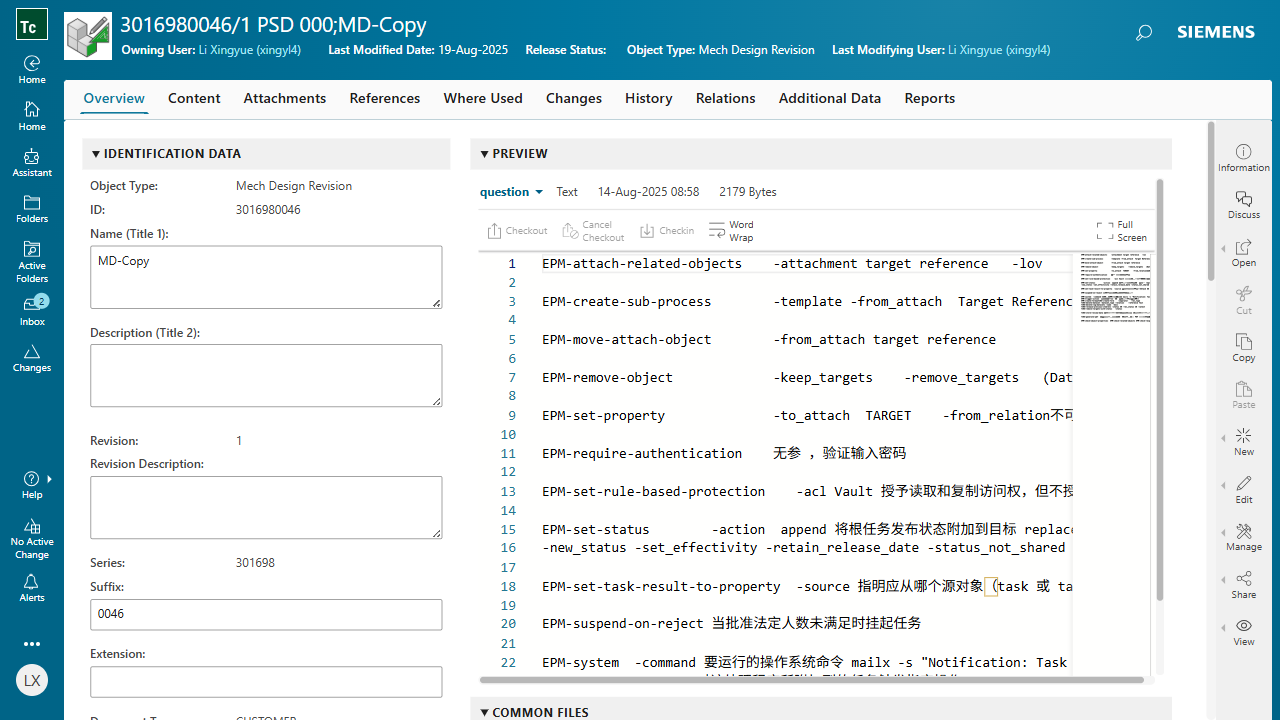 Tc
3016980046/1 PSD 000;MD-Copy
Owning User: Li Xingyue (xingyl4) Last Modified Date: 19-Aug-2025 Release Status: Object Type: Mech Design Revision Last Modifying User: Li Xingyue (xingyl4)
SIEMENS
Home
Home
Assistant
Folders
Active
Folders
2
Inbox
Changes
Help
No Active
Change
Alerts
LX
Overview Content Attachments References Where Used Changes History Relations Additional Data Reports
IDENTIFICATION DATA
Object Type: Mech Design Revision
ID: 3016980046
Name (Title 1):
MD-Copy
Description (Title 2):
Revision: 1
Revision Description:
Series: 301698
Suffix:
0046
Extension:
PREVIEW
question Text 14-Aug-2025 08:58 2179 Bytes
Checkout
Cancel
Checkout
Checkin
Word
Wrap
Full
Screen
1 EPM-attach-related-objects -attachment target reference -lov
2
3 EPM-create-sub-process -template -from_attach Target Referenc
4
5 EPM-move-attach-object -from_attach target reference
6
7 EPM-remove-object -keep_targets -remove_targets (Dat
8
9 EPM-set-property -to_attach TARGET -from_relation不可
10
11 EPM-require-authentication 无参 ，验证输入密码
12
13 EPM-set-rule-based-protection -acl Vault 授予读取和复制访问权，但不授
14
15 EPM-set-status -action append 将根任务发布状态附加到目标 replace
16 -new_status -set_effectivity -retain_release_date -status_not_shared
17
18 EPM-set-task-result-to-property -source 指明应从哪个源对象（task 或 ta
19
20 EPM-suspend-on-reject 当批准法定人数未满足时挂起任务
21
22 EPM-system -command 要运行的操作系统命令 mailx -s "Notification: Task
COMMON FILES
Information
Discuss
Open
Cut
Copy
Paste
New
Edit
Manage
Share
View